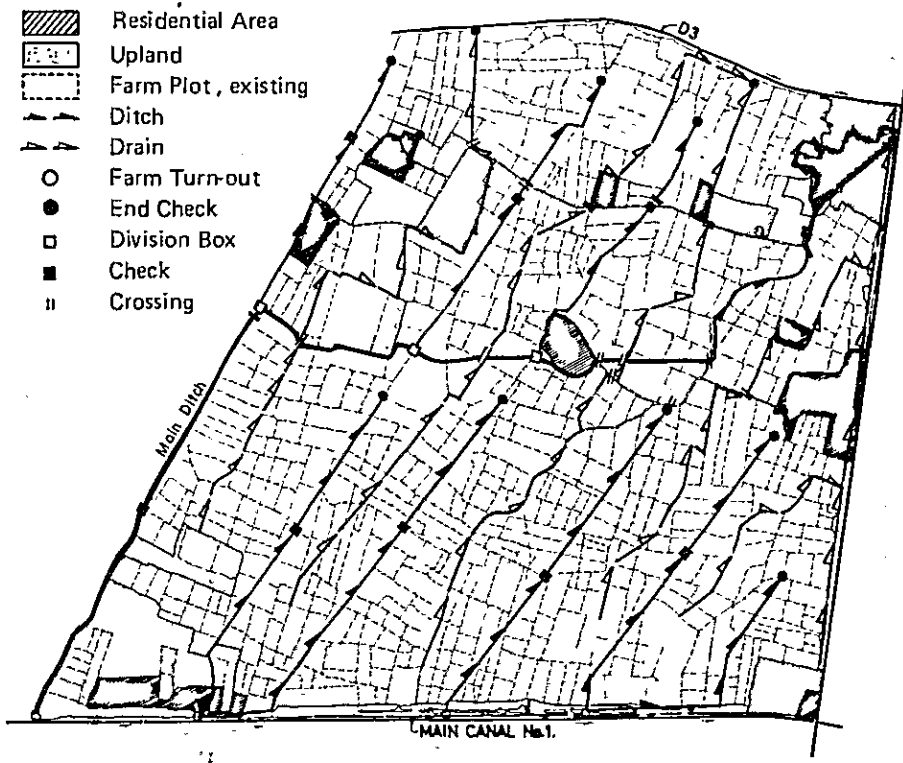 Residential Area
Upland
Farm Plot, existing
Ditch
Drain
Farm Turn-out
End Check
Division Box
Check
Crossing
D3
Main Ditch
MAIN CANAL No.1.